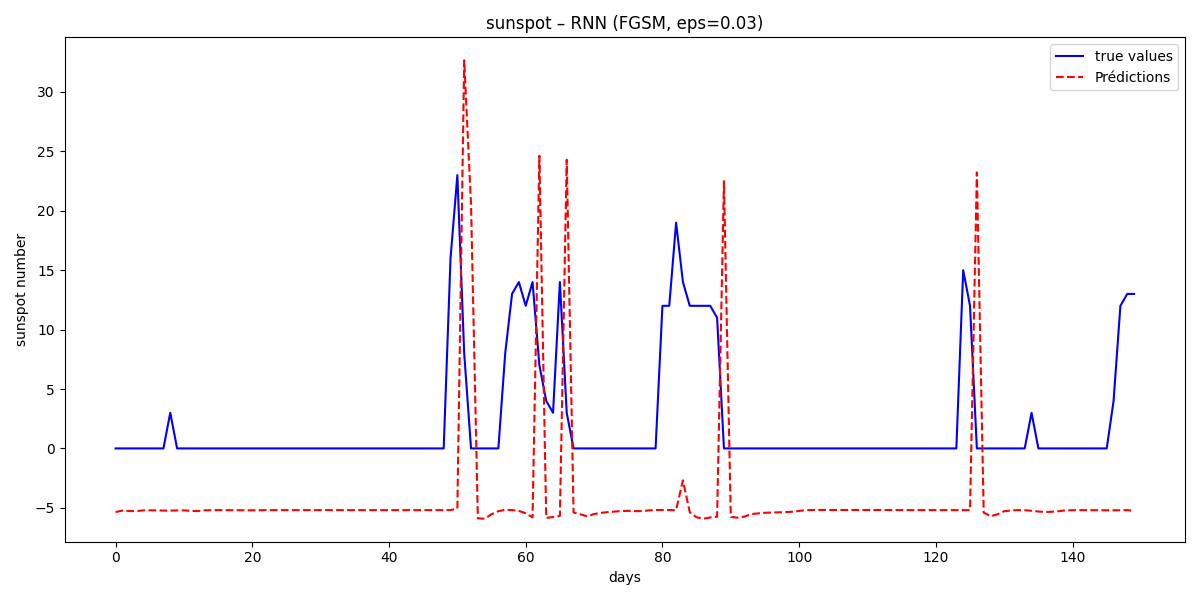 sunspot – RNN (FGSM, eps=0.03)
true values
Prédictions
sunspot number
30
25
20
15
10
5
0
−5
0 20 40 60 80 100 120 140
days